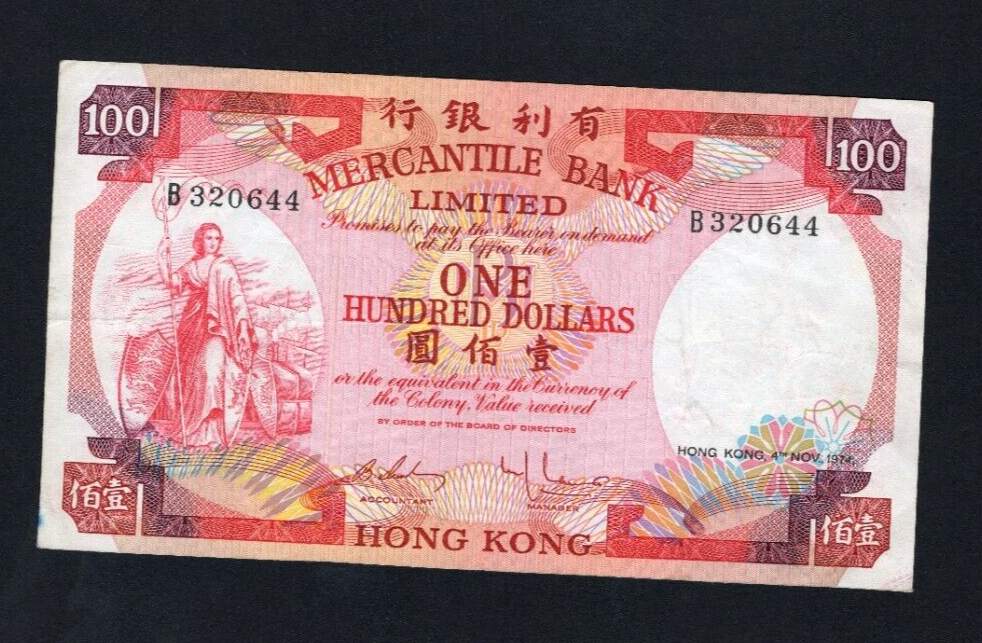 100
行銀利有
100
MERCANTILE BANK
LIMITED
B 320644
B 320644
Promises to pay the Bearer on demand
at its Office here
ONE
HUNDRED DOLLARS
圓佰壹
or the equivalent in the Currency of
the Colony, Value received
BY ORDER OF THE BOARD OF DIRECTORS
HONG KONG, 4TH NOV. 1974.
佰壹
ACCOUNTANT
MANAGER
佰壹
HONG KONG